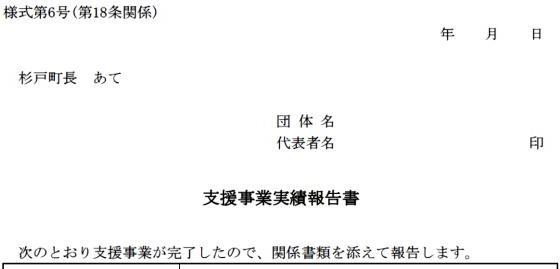 様式第6号(第18条関係)
年　　月　　日
杉戸町長　あて
団 体 名
代表者名　　　　　　　　　　　　　印
支援事業実績報告書
次のとおり支援事業が完了したので、関係書類を添えて報告します。